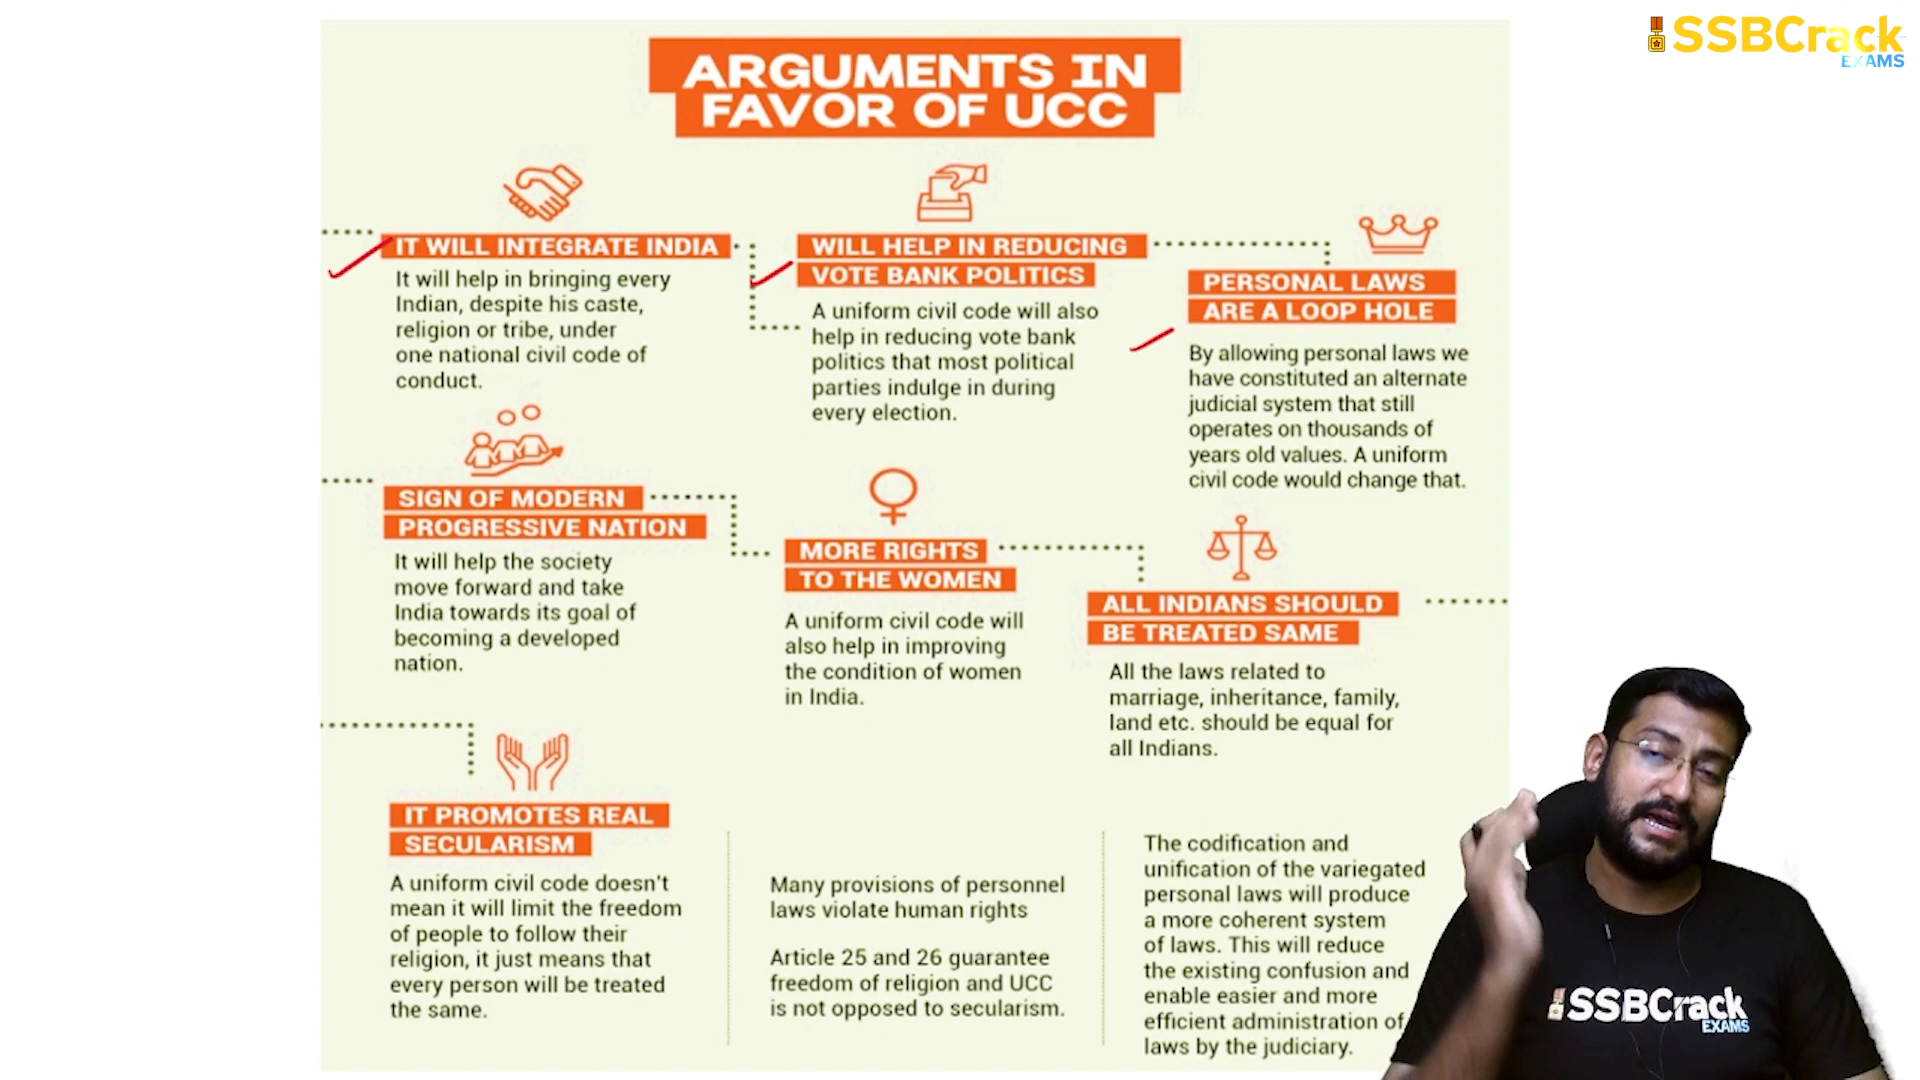 SSBCrack
EXAMS
ARGUMENTS IN
FAVOR OF UCC
IT WILL INTEGRATE INDIA
It will help in bringing every
Indian, despite his caste,
religion or tribe, under
one national civil code of
conduct.
WILL HELP IN REDUCING
VOTE BANK POLITICS
A uniform civil code will also
help in reducing vote bank
politics that most political
parties indulge in during
every election.
PERSONAL LAWS
ARE A LOOP HOLE
By allowing personal laws we
have constituted an alternate
judicial system that still
operates on thousands of
years old values. A uniform
civil code would change that.
SIGN OF MODERN
PROGRESSIVE NATION
It will help the society
move forward and take
India towards its goal of
becoming a developed
nation.
MORE RIGHTS
TO THE WOMEN
A uniform civil code will
also help in improving
the condition of women
in India.
ALL INDIANS SHOULD
BE TREATED SAME
All the laws related to
marriage, inheritance, family,
land etc. should be equal for
all Indians.
IT PROMOTES REAL
SECULARISM
A uniform civil code doesn't
mean it will limit the freedom
of people to follow their
religion, it just means that
every person will be treated
the same.
Many provisions of personnel
laws violate human rights
Article 25 and 26 guarantee
freedom of religion and UCC
is not opposed to secularism.
The codification and
unification of the variegated
personal laws will produce
a more coherent system
of laws. This will reduce
the existing confusion and
enable easier and more
efficient administration of
laws by the judiciary.
SSBCrack
EXAMS